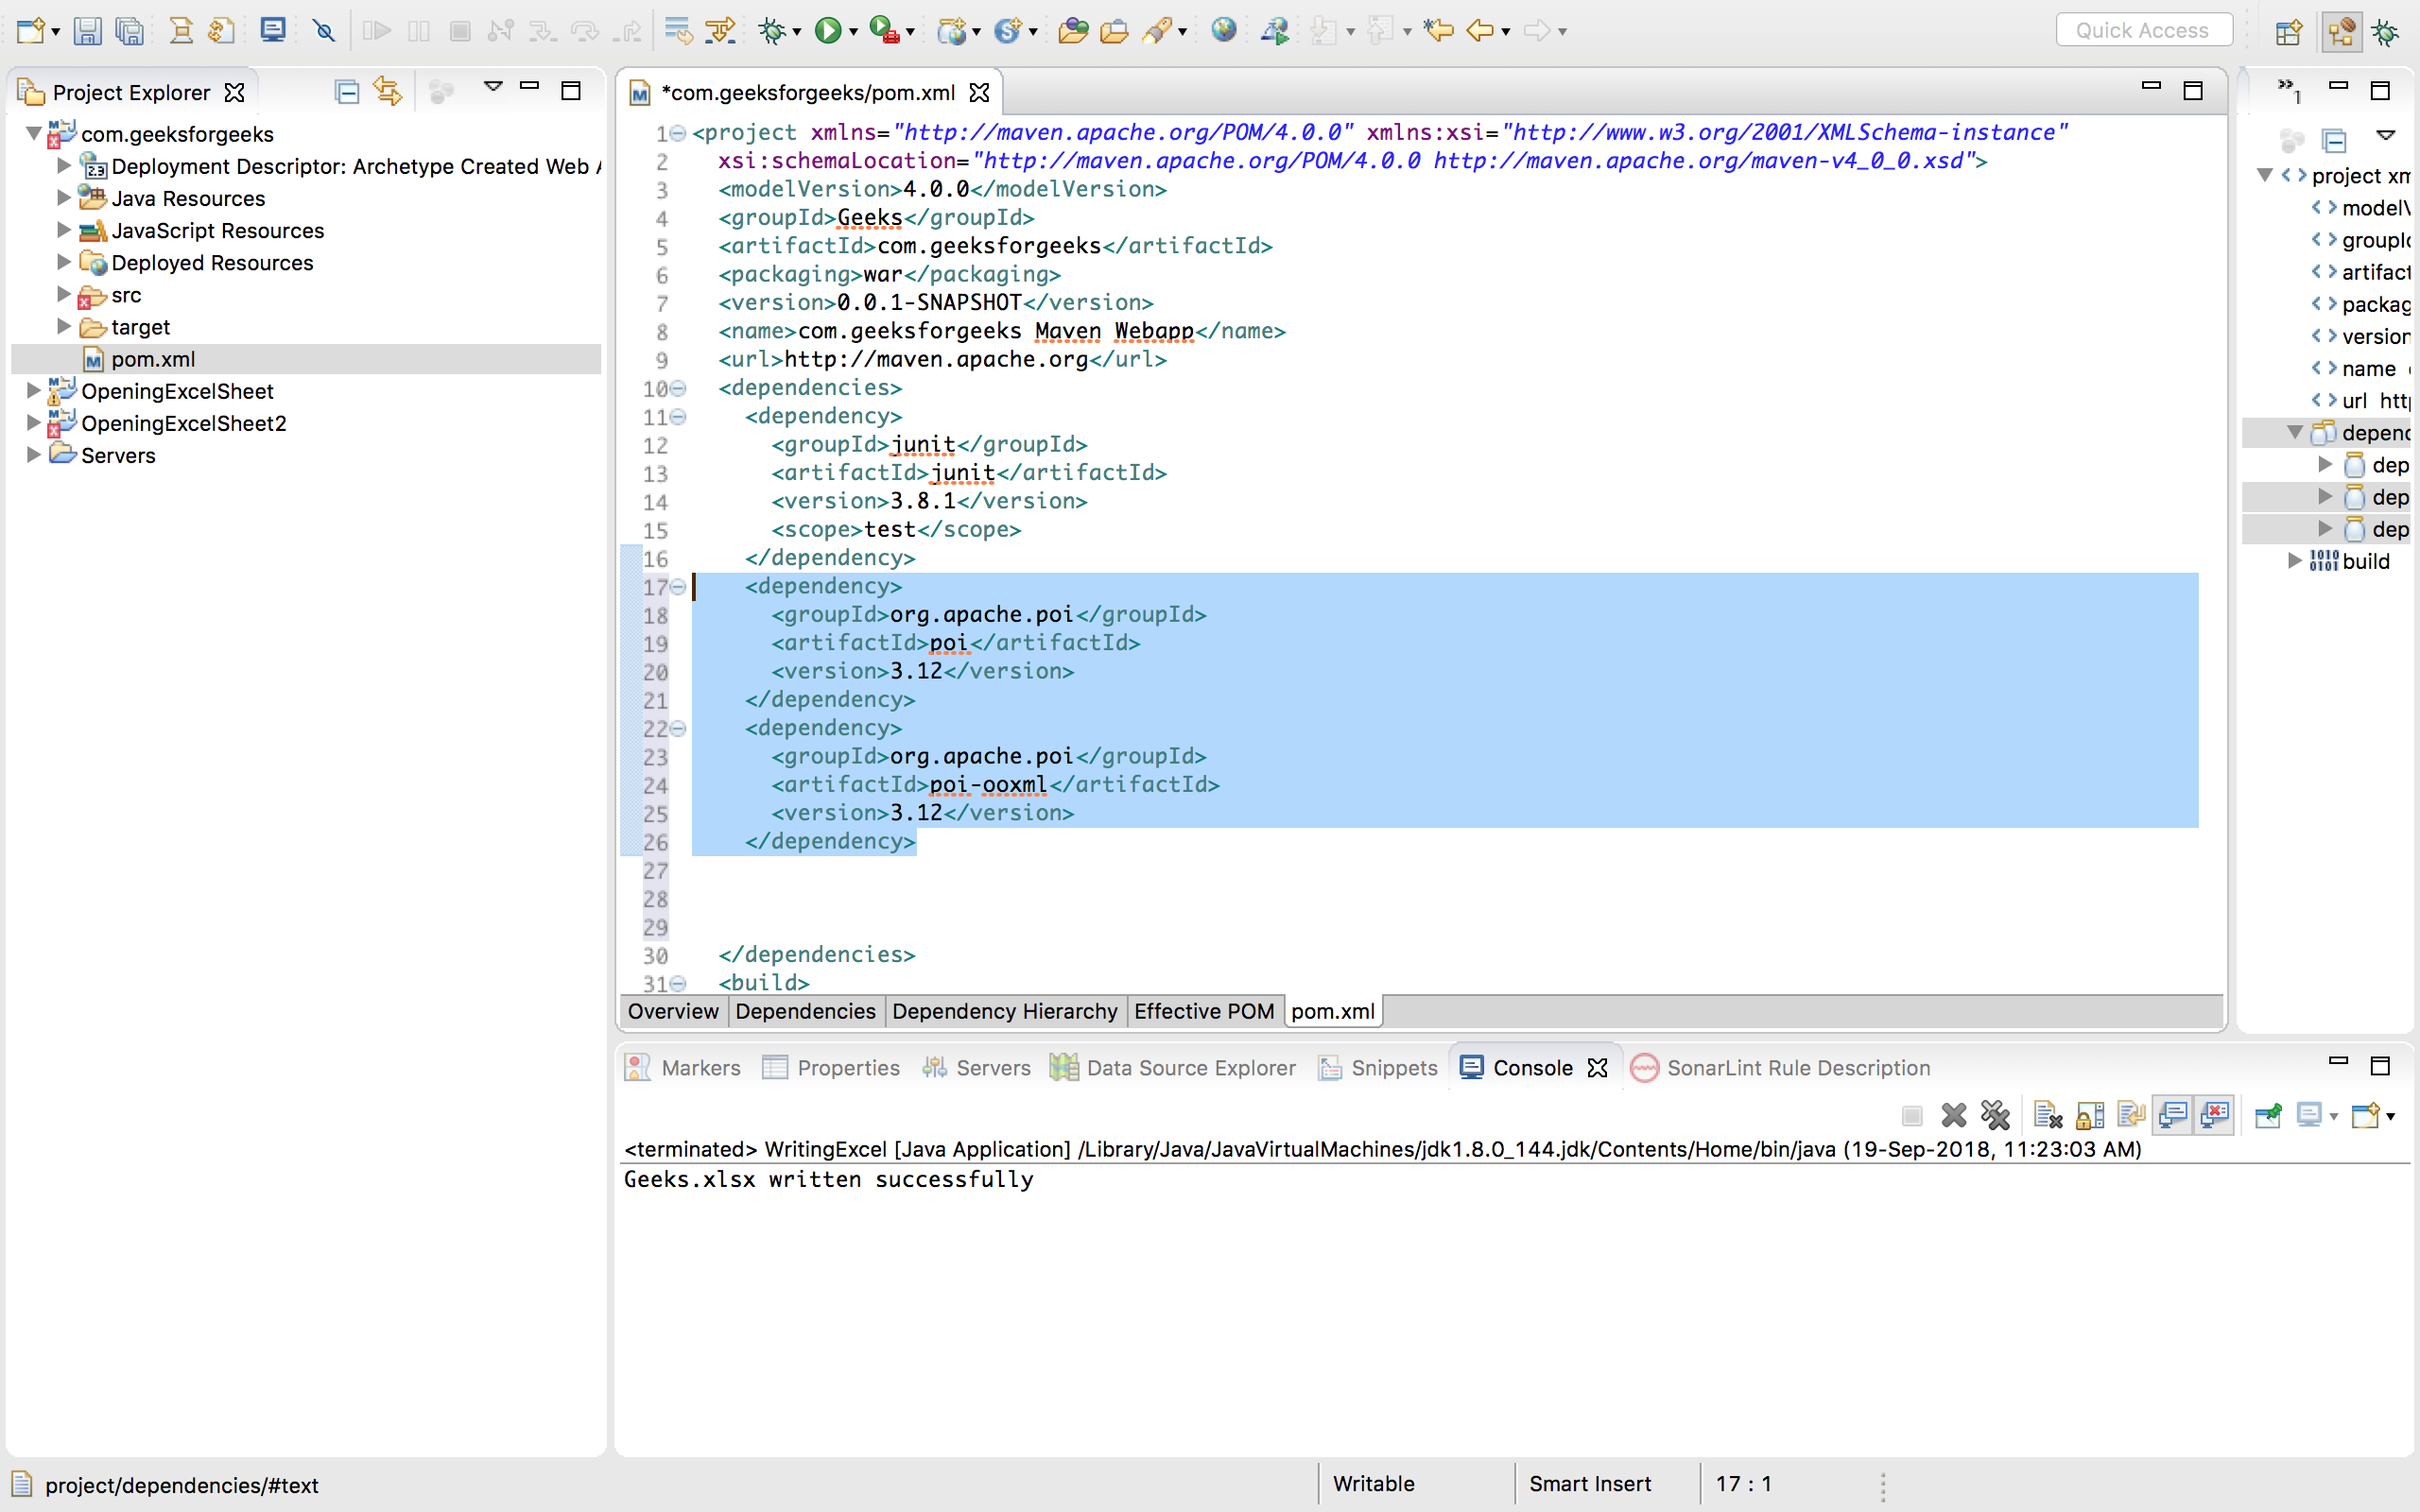 Quick Access
Project Explorer
com.geeksforgeeks
Deployment Descriptor: Archetype Created Web A
2.3
Java Resources
JavaScript Resources
Deployed Resources
src
target
pom.xml
OpeningExcelSheet
OpeningExcelSheet2
Servers
*com.geeksforgeeks/pom.xml
1 <project xmlns="http://maven.apache.org/POM/4.0.0" xmlns:xsi="http://www.w3.org/2001/XMLSchema-instance"
2 xsi:schemaLocation="http://maven.apache.org/POM/4.0.0 http://maven.apache.org/maven-v4_0_0.xsd">
3 <modelVersion>4.0.0</modelVersion>
4 <groupId>Geeks</groupId>
5 <artifactId>com.geeksforgeeks</artifactId>
6 <packaging>war</packaging>
7 <version>0.0.1-SNAPSHOT</version>
8 <name>com.geeksforgeeks Maven Webapp</name>
9 <url>http://maven.apache.org</url>
10 <dependencies>
11 <dependency>
12 <groupId>junit</groupId>
13 <artifactId>junit</artifactId>
14 <version>3.8.1</version>
15 <scope>test</scope>
16 </dependency>
17 <dependency>
18 <groupId>org.apache.poi</groupId>
19 <artifactId>poi</artifactId>
20 <version>3.12</version>
21 </dependency>
22 <dependency>
23 <groupId>org.apache.poi</groupId>
24 <artifactId>poi-ooxml</artifactId>
25 <version>3.12</version>
26 </dependency>
27
28
29
30 </dependencies>
31 <build>
Overview Dependencies Dependency Hierarchy Effective POM pom.xml
»1
project xm
modelV
groupId
artifact
packag
version
name
url htt
depend
dep
dep
dep
build
Markers Properties Servers Data Source Explorer Snippets Console SonarLint Rule Description
<terminated> WritingExcel [Java Application] /Library/Java/JavaVirtualMachines/jdk1.8.0_144.jdk/Contents/Home/bin/java (19-Sep-2018, 11:23:03 AM)
Geeks.xlsx written successfully
project/dependencies/#text
Writable
Smart Insert
17 : 1